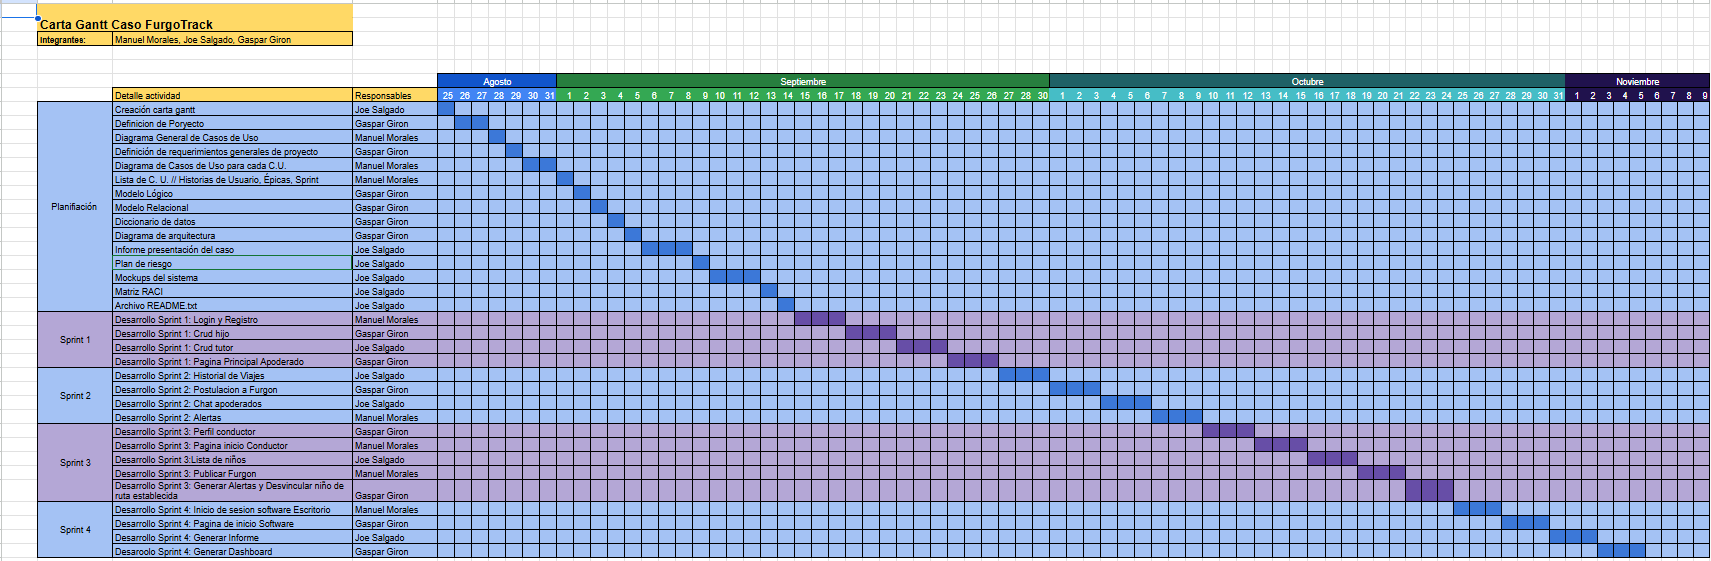 Carta Gantt Caso FurgoTrack
Integrantes: Manuel Morales, Joe Salgado, Gaspar Giron
Agosto Septiembre Octubre Noviembre
Detalle actividad Responsables 25 26 27 28 29 30 31 1 2 3 4 5 6 7 8 9 10 11 12 13 14 15 16 17 18 19 20 21 22 23 24 25 26 27 28 30 1 2 3 4 5 6 7 8 9 10 11 12 13 14 15 16 17 18 19 20 21 22 23 24 25 26 27 28 29 30 31 1 2 3 4 5 6 7 8 9
Planifiación
Creación carta gantt Joe Salgado
Definicion de Poryecto Gaspar Giron
Diagrama General de Casos de Uso Manuel Morales
Definición de requerimientos generales de proyecto Gaspar Giron
Diagrama de Casos de Uso para cada C.U. Manuel Morales
Lista de C. U. // Historias de Usuario, Épicas, Sprint Manuel Morales
Modelo Lógico Gaspar Giron
Modelo Relacional Gaspar Giron
Diccionario de datos Gaspar Giron
Diagrama de arquitectura Gaspar Giron
Informe presentación del caso Joe Salgado
Plan de riesgo Joe Salgado
Mockups del sistema Joe Salgado
Matriz RACI Joe Salgado
Archivo README.txt Joe Salgado
Sprint 1
Desarrollo Sprint 1: Login y Registro Manuel Morales
Desarrollo Sprint 1: Crud hijo Gaspar Giron
Desarrollo Sprint 1: Crud tutor Joe Salgado
Desarrollo Sprint 1: Pagina Principal Apoderado Gaspar Giron
Sprint 2
Desarrollo Sprint 2: Historial de Viajes Joe Salgado
Desarrollo Sprint 2: Postulacion a Furgon Gaspar Giron
Desarrollo Sprint 2: Chat apoderados Joe Salgado
Desarrollo Sprint 2: Alertas Manuel Morales
Sprint 3
Desarrollo Sprint 3: Perfil conductor Gaspar Giron
Desarrollo Sprint 3: Pagina inicio Conductor Manuel Morales
Desarrollo Sprint 3:Lista de niños Joe Salgado
Desarrollo Sprint 3: Publicar Furgon Manuel Morales
Desarrollo Sprint 3: Generar Alertas y Desvincular niño de
ruta establecida Gaspar Giron
Sprint 4
Desarrollo Sprint 4: Inicio de sesion software Escritorio Manuel Morales
Desarrollo Sprint 4: Pagina de inicio Software Gaspar Giron
Desarrollo Sprint 4: Generar Informe Joe Salgado
Desaroolo Sprint 4: Generar Dashboard Gaspar Giron